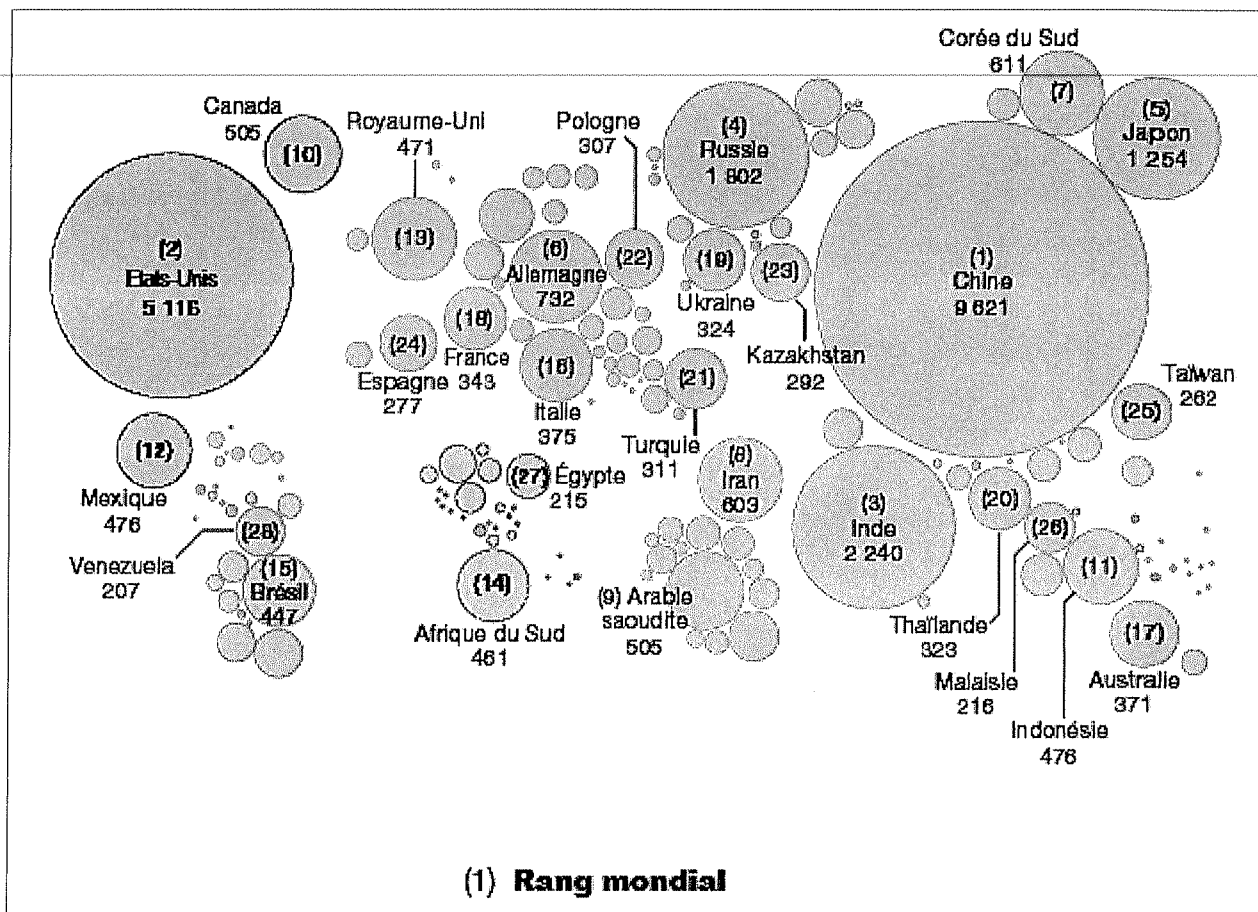 Corée du Sud
611
(7)
(5)
Japon
1 254
Canada
505
(10)
Royaume-Uni
471
(13)
Pologne
307
(22)
(4)
Russie
1 802
(2)
Etats-Unis
5 116
(6)
Allemagne
732
(19)
Ukraine
324
(23)
Kazakhstan
292
(1)
Chine
9 621
(24)
Espagne
277
(18)
France
343
(16)
Italie
375
(21)
Turquie
311
Taïwan
262
(25)
(12)
Mexique
476
(28)
Venezuela
207
(15)
Brésil
447
(27)
Égypte
215
(14)
Afrique du Sud
461
(8)
Iran
603
(9) Arabie
saoudite
505
(3)
Inde
2 240
(20)
Thaïlande
323
(26)
Malaisie
216
(11)
Indonésie
476
(17)
Australie
371
(1) Rang mondial